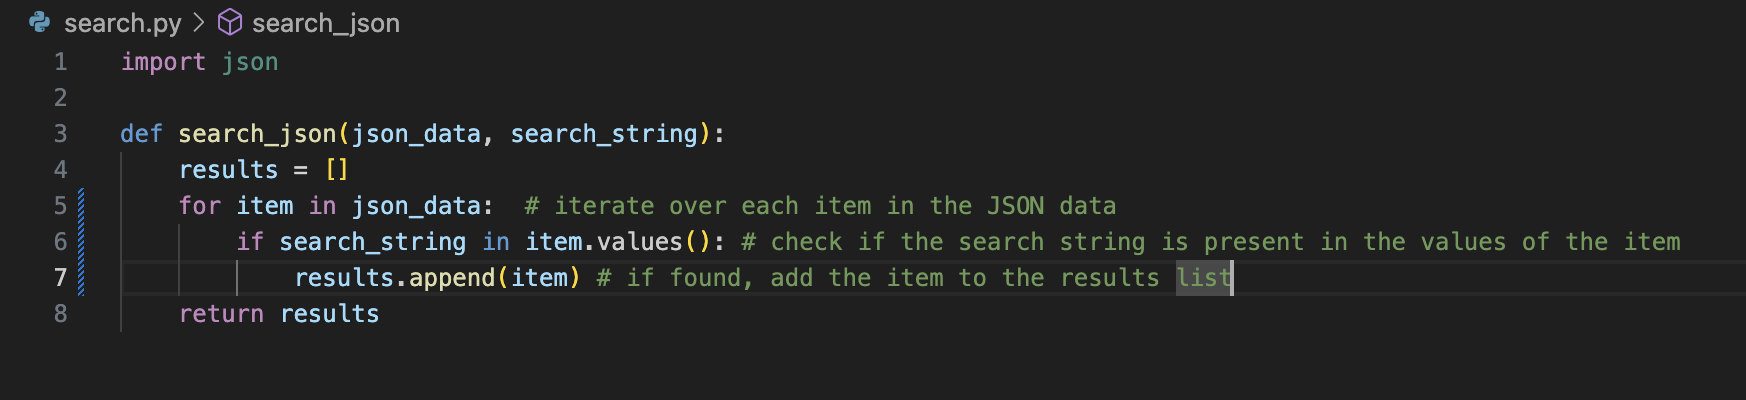 search.py > search_json
1 import json
2
3 def search_json(json_data, search_string):
4     results = []
5     for item in json_data:  # iterate over each item in the JSON data
6         if search_string in item.values(): # check if the search string is present in the values of the item
7             results.append(item) # if found, add the item to the results list
8     return results